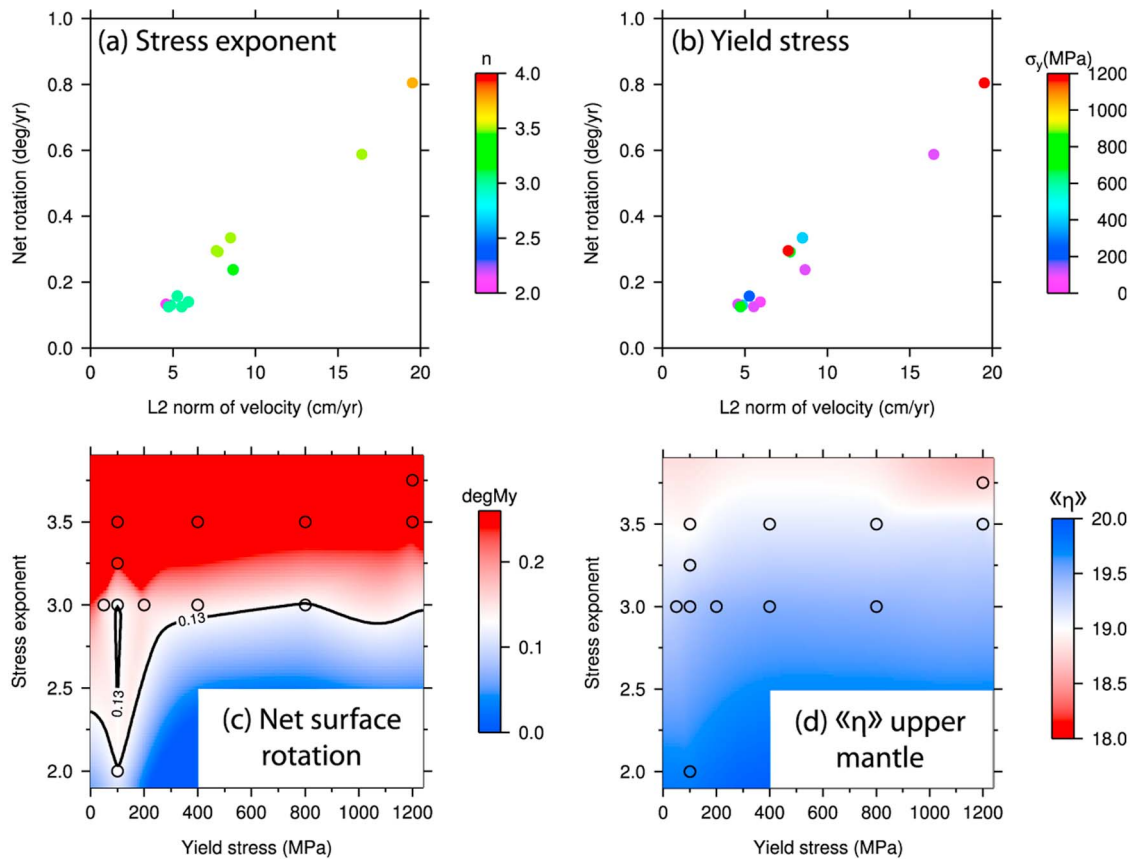 (a) Stress exponent
Net rotation (deg/yr)
1.0
0.8
0.6
0.4
0.2
0.0
0 5 10 15 20
L2 norm of velocity (cm/yr)
n
4.0
3.5
3.0
2.5
2.0
(b) Yield stress
Net rotation (deg/yr)
1.0
0.8
0.6
0.4
0.2
0.0
0 5 10 15 20
L2 norm of velocity (cm/yr)
σy(MPa)
1200
1000
800
600
400
200
0
Stress exponent
3.5
3.0
2.5
2.0
0.13
0.13
(c) Net surface
rotation
0 200 400 600 800 1000 1200
Yield stress (MPa)
degMy
0.2
0.1
0.0
Stress exponent
3.5
3.0
2.5
2.0
(d) «η» upper
mantle
0 200 400 600 800 1000 1200
Yield stress (MPa)
«η»
20.0
19.5
19.0
18.5
18.0